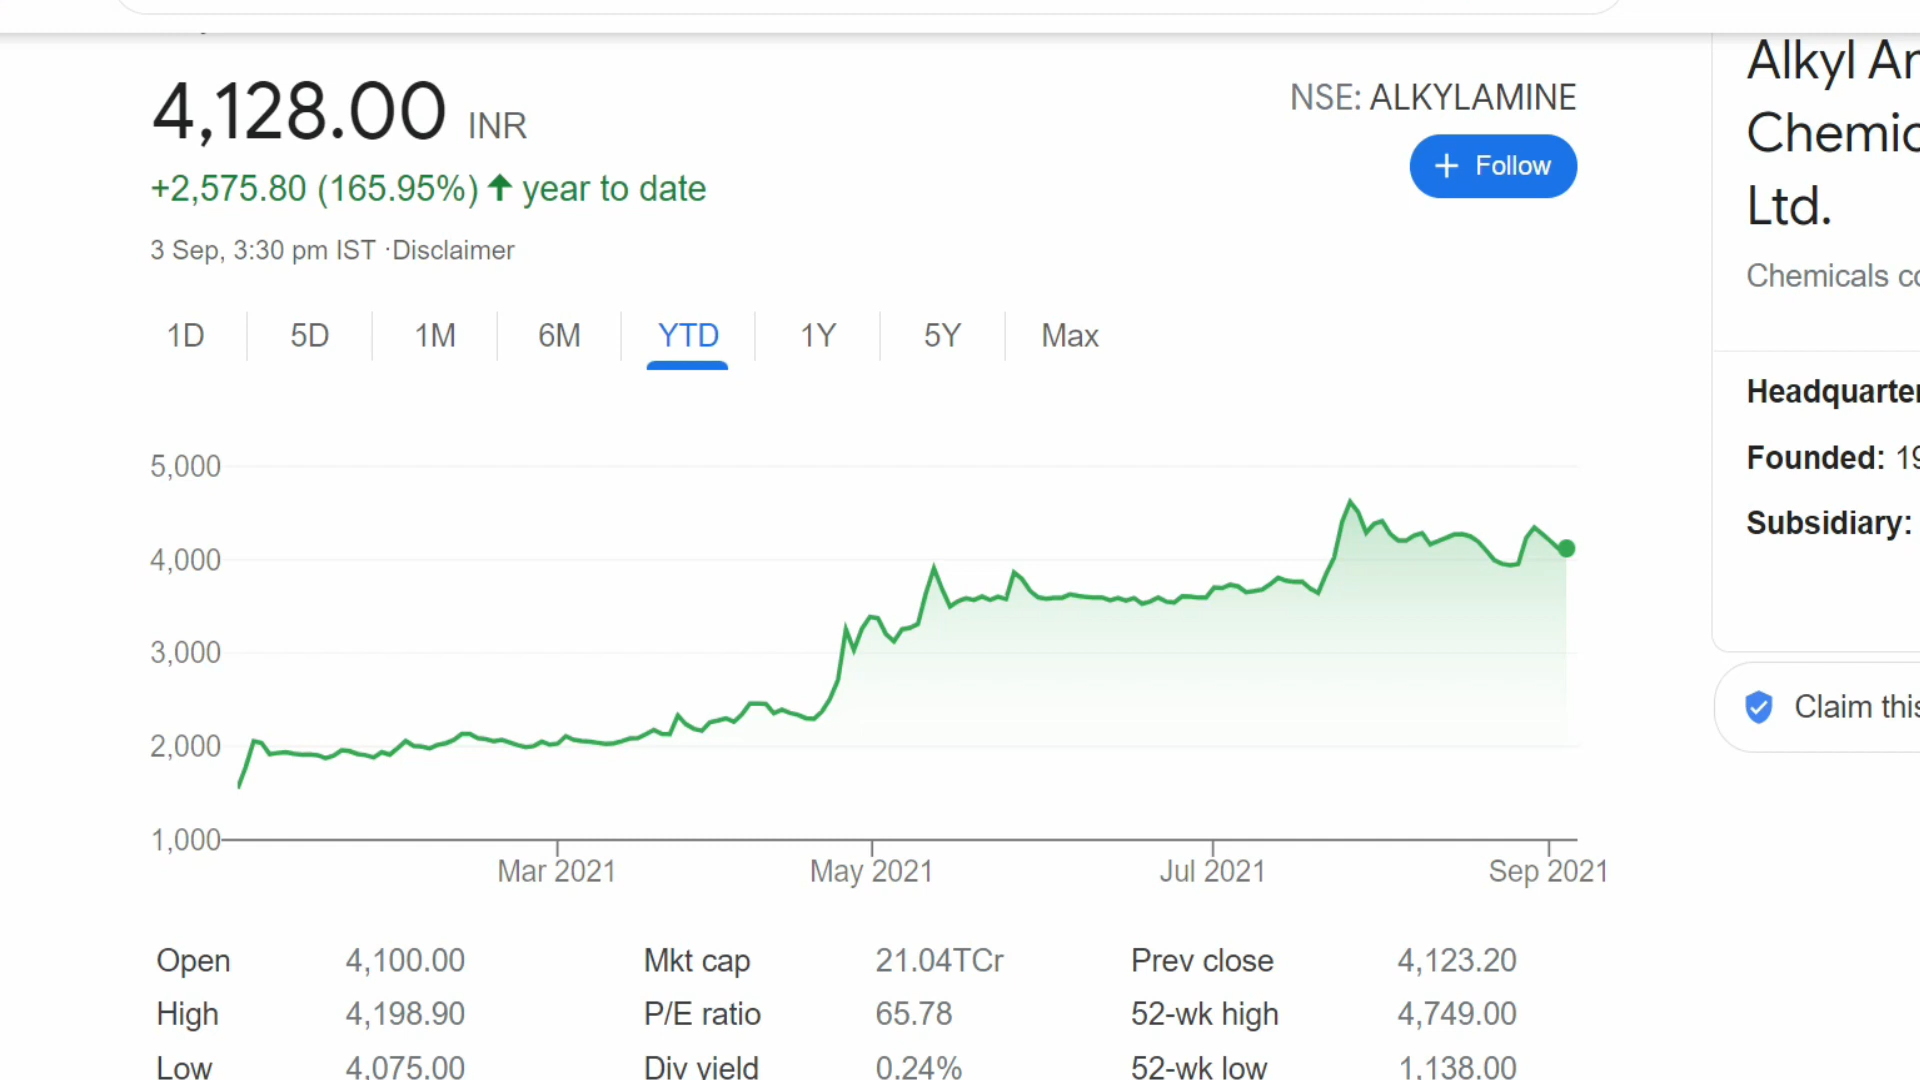 4,128.00 INR
+2,575.80 (165.95%) ↑ year to date
3 Sep, 3:30 pm IST ·Disclaimer
NSE: ALKYLAMINE
+ Follow
1D 5D 1M 6M YTD 1Y 5Y Max
5,000
4,000
3,000
2,000
1,000
Mar 2021 May 2021 Jul 2021 Sep 2021
Open 4,100.00 Mkt cap 21.04TCr Prev close 4,123.20
High 4,198.90 P/E ratio 65.78 52-wk high 4,749.00
Low 4,075.00 Div yield 0.24% 52-wk low 1,138.00
Alkyl
Ltd.
Chemicals
Founded:
Subsidiary:
Claim